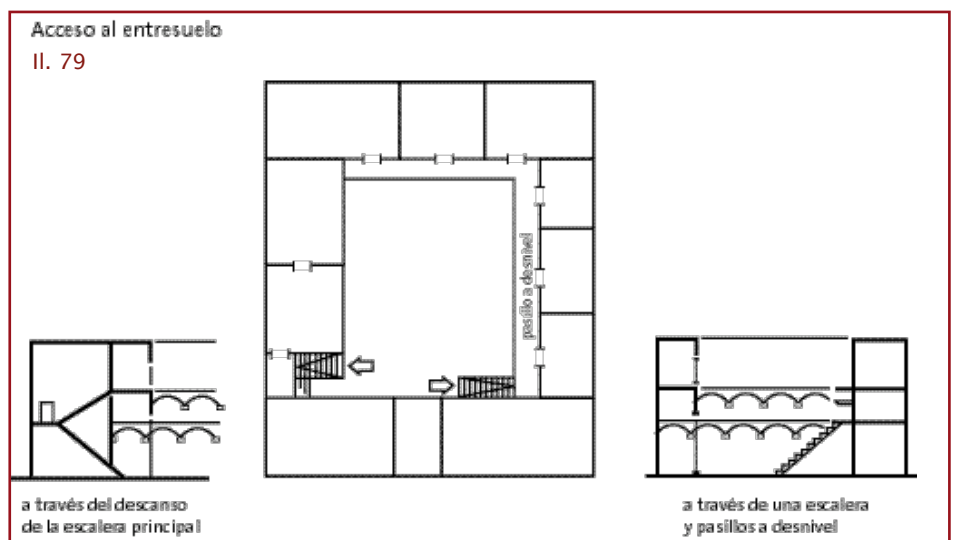 Acceso al entresuelo
Il. 79
pasillo a desnivel
a través del descanso
de la escalera principal
a través de una escalera
y pasillos a desnivel